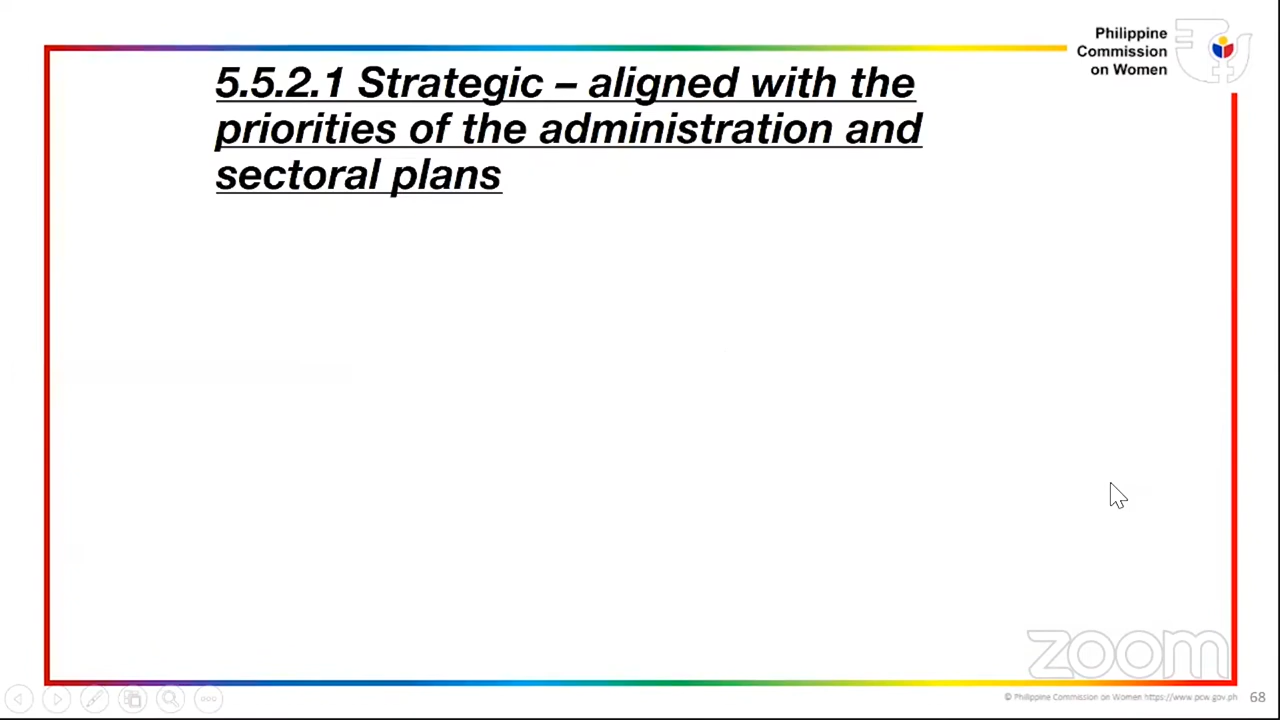 Philippine
Commission
on Women
5.5.2.1 Strategic – aligned with the
priorities of the administration and
sectoral plans
zoom
© Philippine Commission on Women https://www.pcw.gov.ph 68